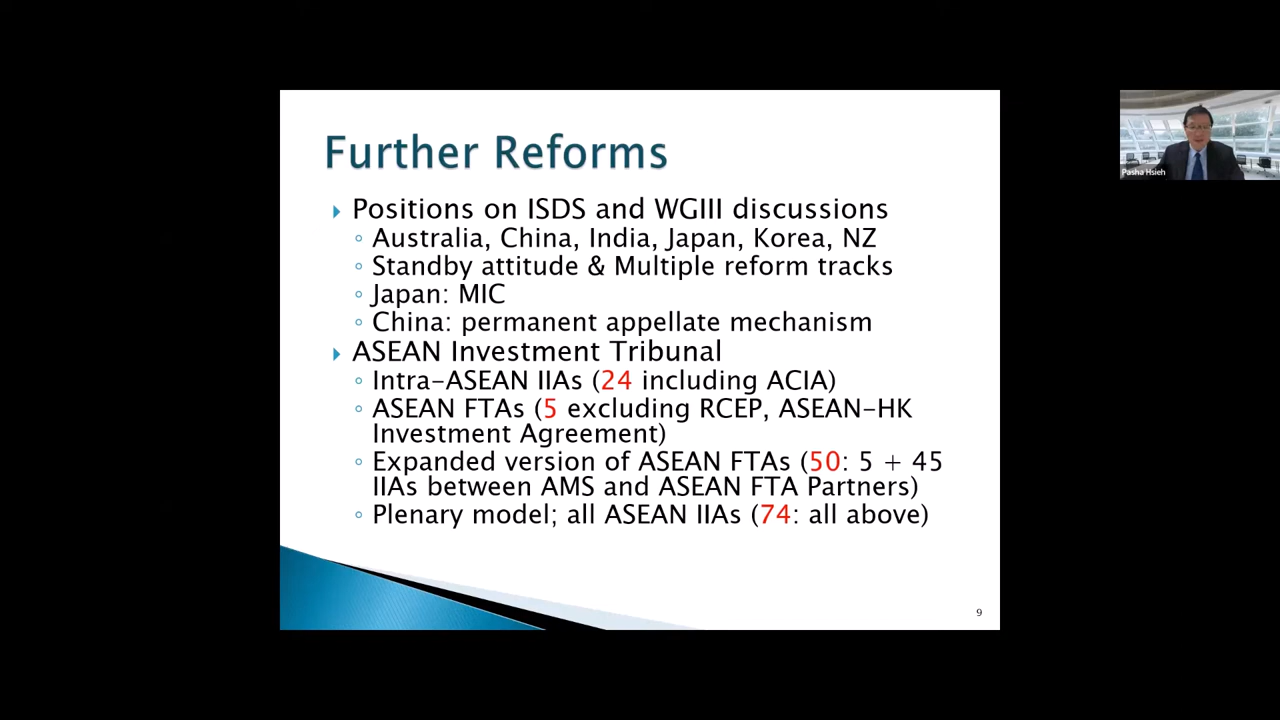 Further Reforms
Positions on ISDS and WGIII discussions
Australia, China, India, Japan, Korea, NZ
Standby attitude & Multiple reform tracks
Japan: MIC
China: permanent appellate mechanism
ASEAN Investment Tribunal
Intra-ASEAN IIAs (24 including ACIA)
ASEAN FTAs (5 excluding RCEP, ASEAN-HK
Investment Agreement)
Expanded version of ASEAN FTAs (50: 5 + 45
IIAs between AMS and ASEAN FTA Partners)
Plenary model; all ASEAN IIAs (74: all above)
9
Pasha Hsieh